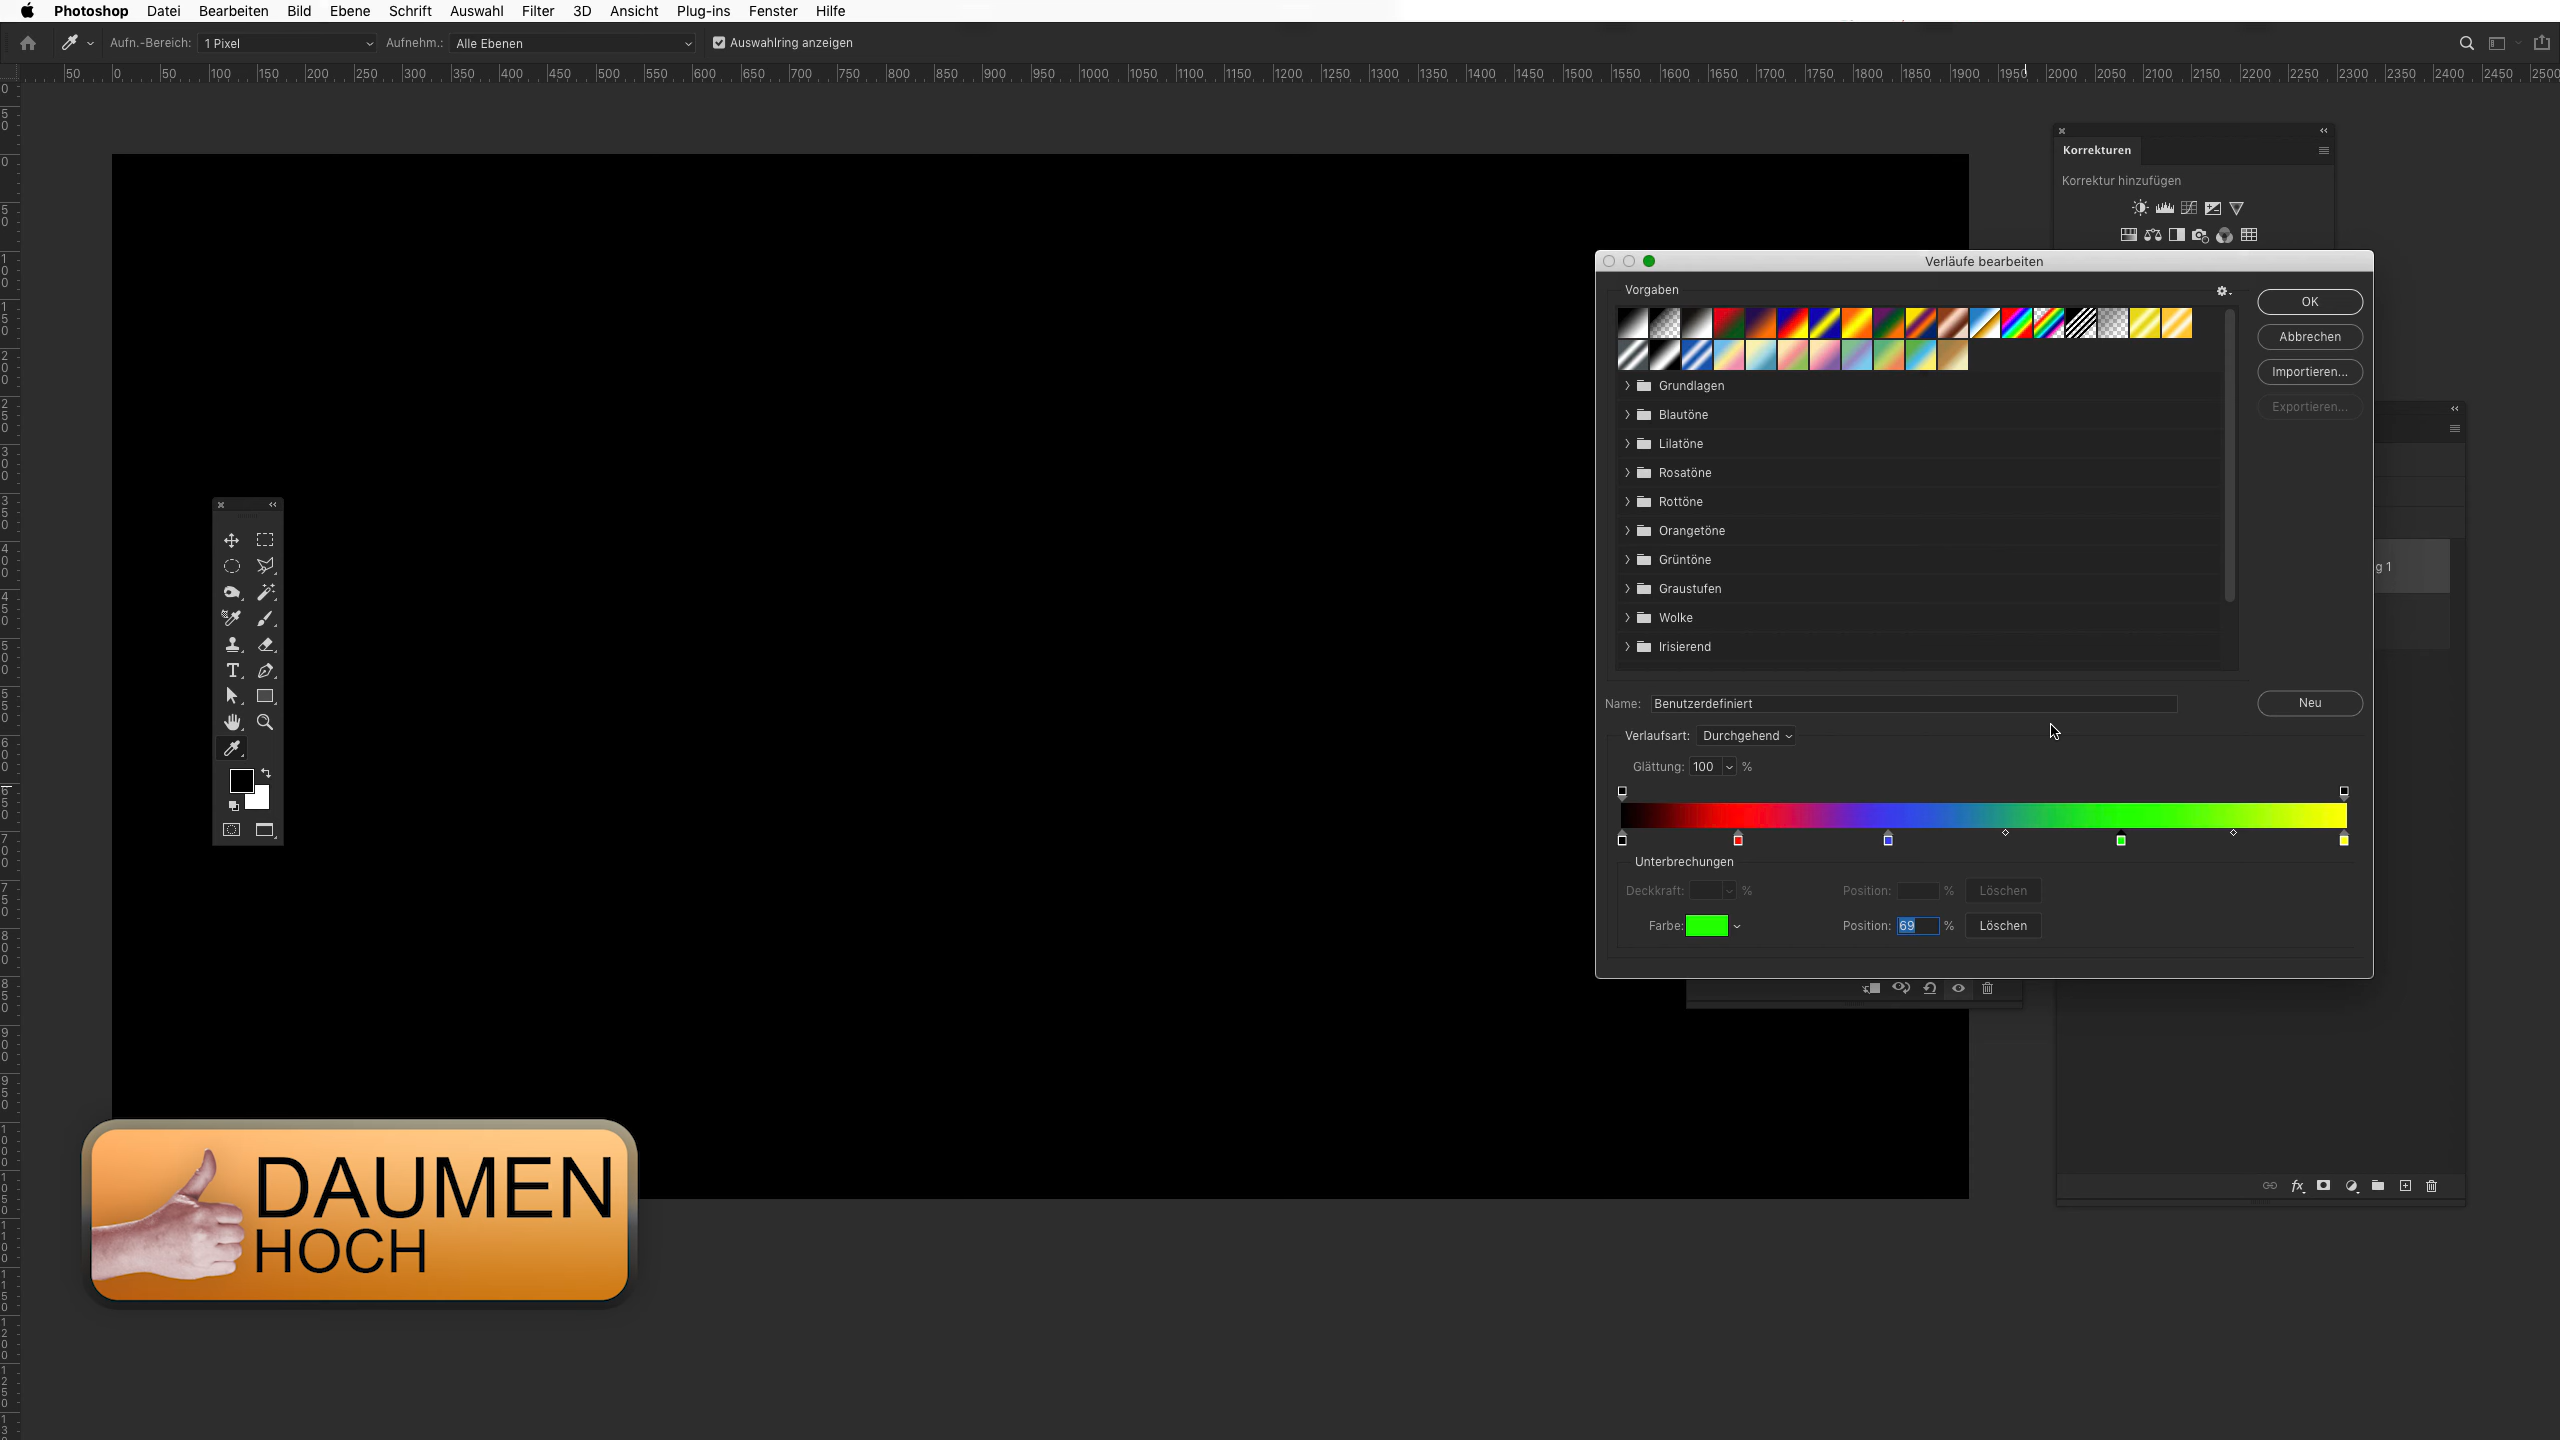 Photoshop Datei Bearbeiten Bild Ebene Schrift Auswahl Filter 3D Ansicht Plug-ins Fenster Hilfe
Aufn.-Bereich: 1 Pixel Aufnehm.: Alle Ebenen Auswahlring anzeigen
50 0 50 100 150 200 250 300 350 400 450 500 550 600 650 700 750 800 850 900 950 1000 1050 1100 1150 1200 1250 1300 1350 1400 1450 1500 1550 1600 1650 1700 1750 1800 1850 1900 1950 2000 2050 2100 2150 2200 2250 2300 2350 2400 2450 2500
Korrekturen
Korrektur hinzufügen
Verläufe bearbeiten
Vorgaben
OK
Abbrechen
Importieren...
Exportieren...
Grundlagen
Blautöne
Lilatöne
Rosatöne
Rottöne
Orangetöne
Grüntöne
Graustufen
Wolke
Irisierend
g 1
Name: Benutzerdefiniert
Neu
Verlaufsart: Durchgehend
Glättung: 100 %
Unterbrechungen
Deckkraft: % Position: % Löschen
Farbe: Position: 69 % Löschen
DAUMEN
HOCH